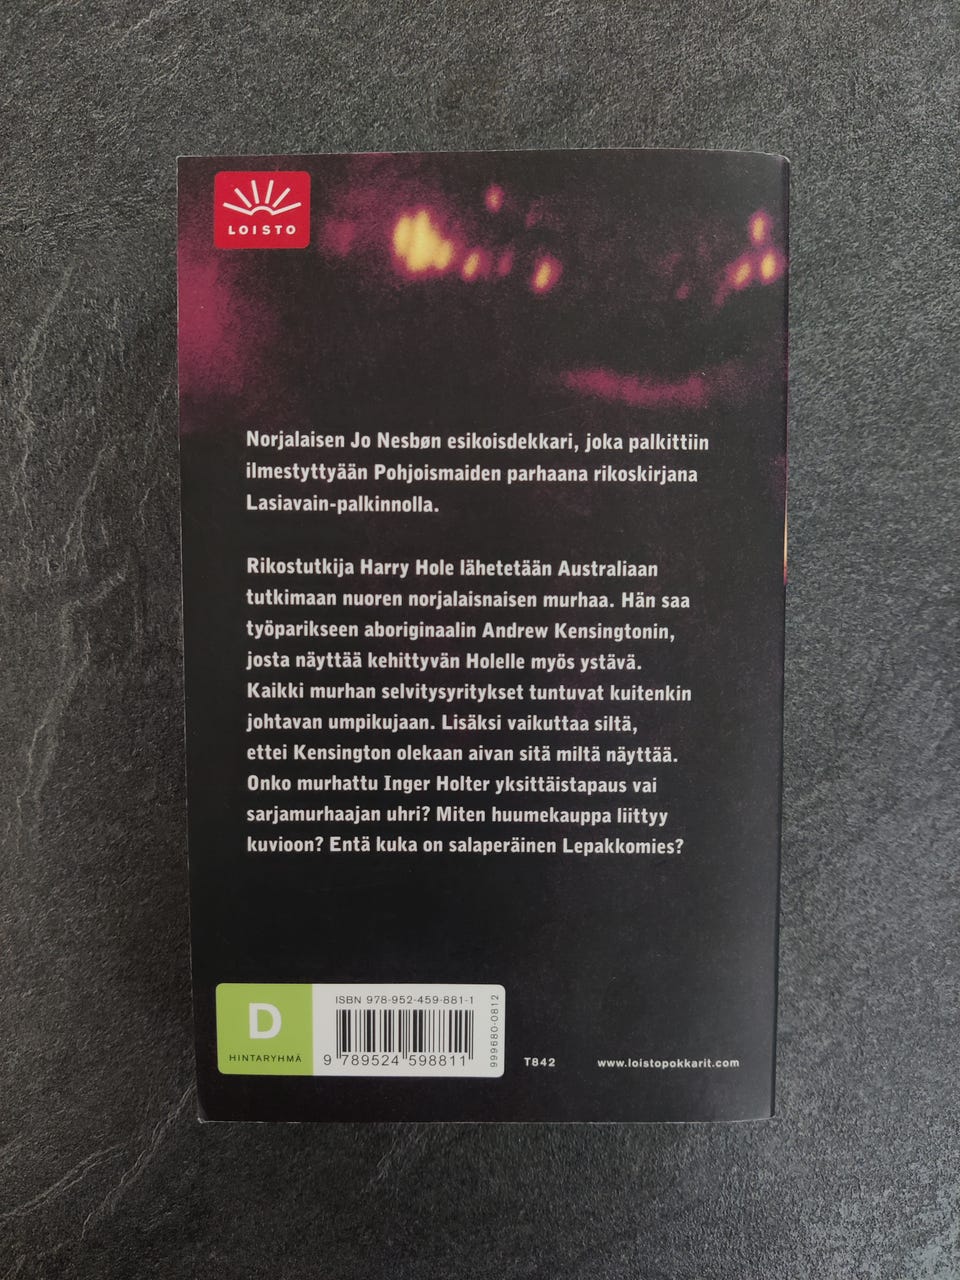 LOISTO
Norjalaisen Jo Nesbøn esikoisdekkari, joka palkittiin
ilmestyttyään Pohjoismaiden parhaana rikoskirjana
Lasiavain-palkinnolla.
Rikostutkija Harry Hole lähetetään Australiaan
tutkimaan nuoren norjalaisnaisen murhaa. Hän saa
työparikseen aboriginaalin Andrew Kensingtonin,
josta näyttää kehittyvän Holelle myös ystävä.
Kaikki murhan selvitysyritykset tuntuvat kuitenkin
johtavan umpikujaan. Lisäksi vaikuttaa siltä,
ettei Kensington olekaan aivan sitä miltä näyttää.
Onko murhattu Inger Holter yksittäistapaus vai
sarjamurhaajan uhri? Miten huumekauppa liittyy
kuvioon? Entä kuka on salaperäinen Lepakkomies?
D
HINTARYHMÄ
ISBN 978-952-459-881-1
9 789524 598811
999680-0812
T842
www.loistopokkarit.com